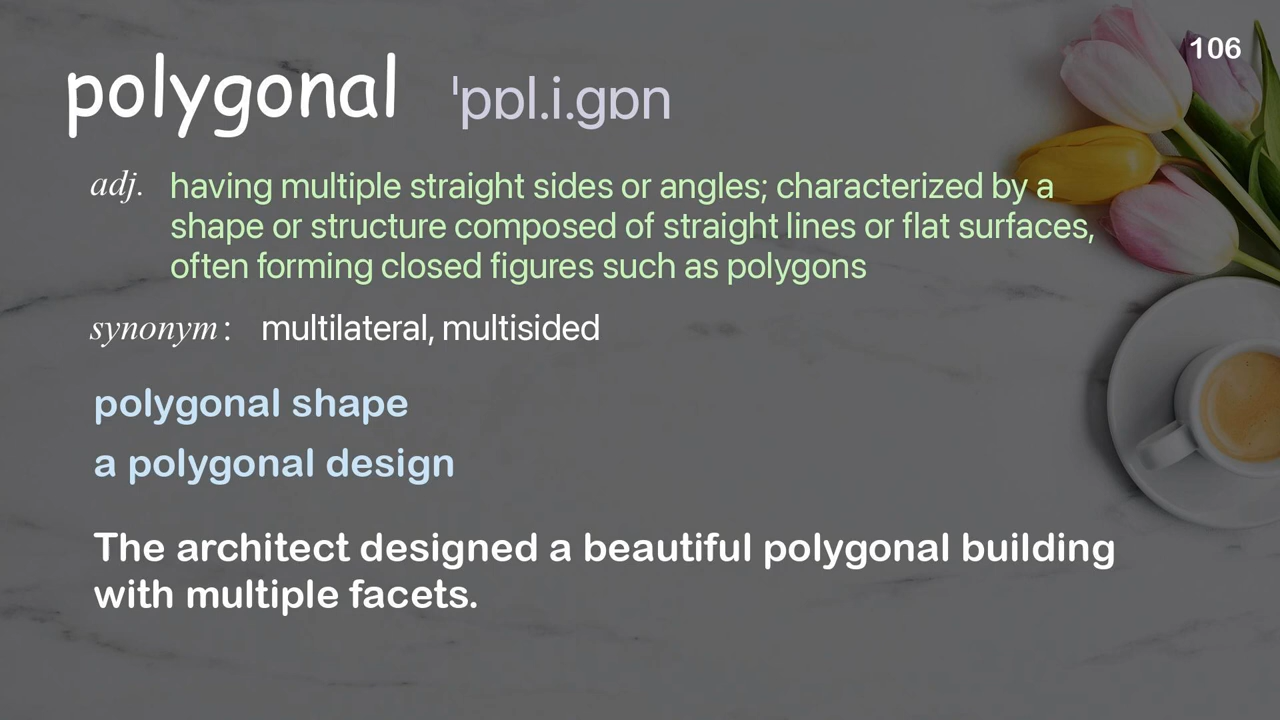 106
polygonal ˈpɒl.i.gɒn
adj. having multiple straight sides or angles; characterized by a
shape or structure composed of straight lines or flat surfaces,
often forming closed figures such as polygons
synonym: multilateral, multisided
polygonal shape
a polygonal design
The architect designed a beautiful polygonal building
with multiple facets.